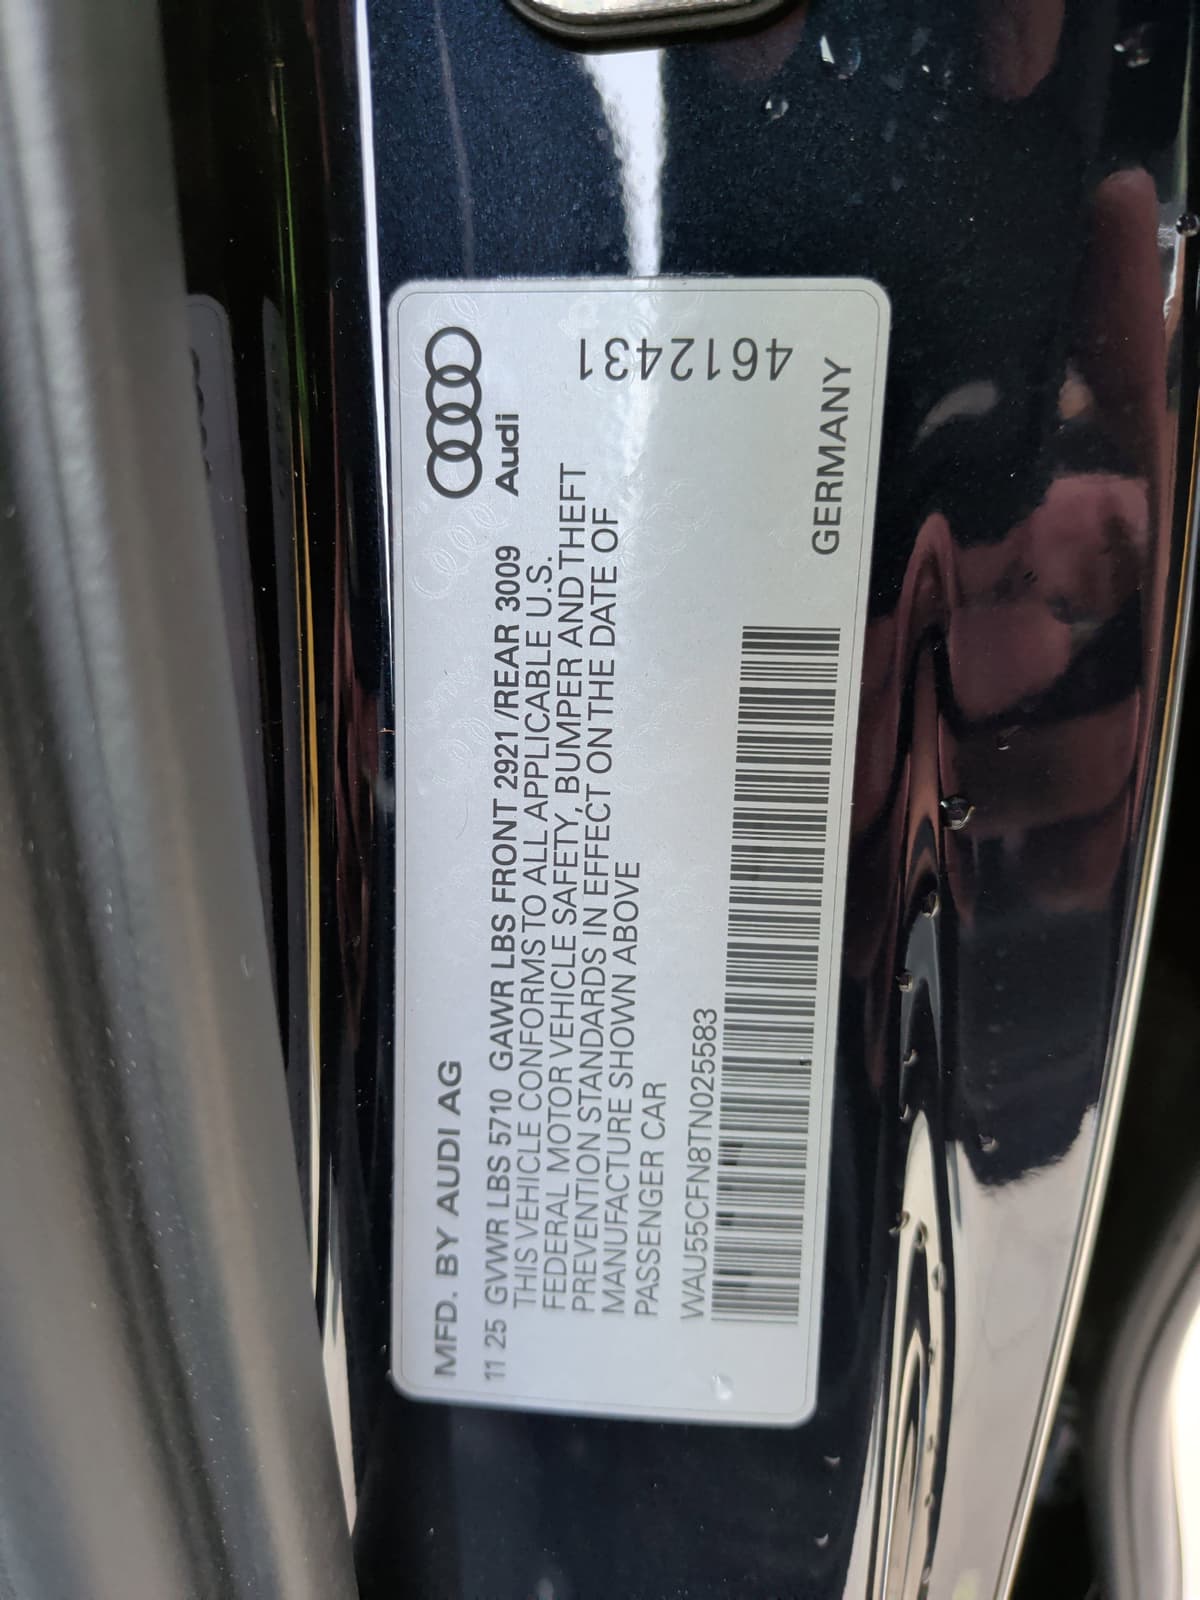 MFD. BY AUDI AG
Audi
11 25 GVWR LBS 5710 GAWR LBS FRONT 2921 /REAR 3009
THIS VEHICLE CONFORMS TO ALL APPLICABLE U.S.
FEDERAL MOTOR VEHICLE SAFETY, BUMPER AND THEFT
PREVENTION STANDARDS IN EFFECT ON THE DATE OF
MANUFACTURE SHOWN ABOVE
PASSENGER CAR
4612431
WAU55CFN8TN025583
GERMANY